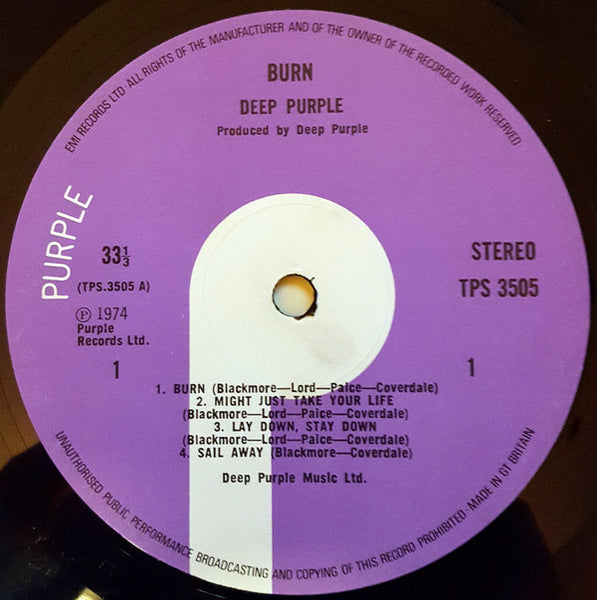 EMI RECORDS LTD·ALL RIGHTS OF THE MANUFACTURER AND OF THE OWNER OF THE RECORDED WORK RESERVED·
BURN
DEEP PURPLE
Produced by Deep Purple
PURPLE
33⅓
(TPS.3505 A)
Ⓟ 1974
Purple
Records Ltd.
1
STEREO
TPS 3505
1
1. BURN (Blackmore—Lord—Paice—Coverdale)
2. MIGHT JUST TAKE YOUR LIFE
(Blackmore—Lord—Paice—Coverdale)
3. LAY DOWN, STAY DOWN
(Blackmore—Lord—Paice—Coverdale)
4. SAIL AWAY (Blackmore—Coverdale)
Deep Purple Music Ltd.
UNAUTHORISED PUBLIC PERFORMANCE BROADCASTING AND COPYING OF THIS RECORD PROHIBITED·MADE IN GT BRITAIN